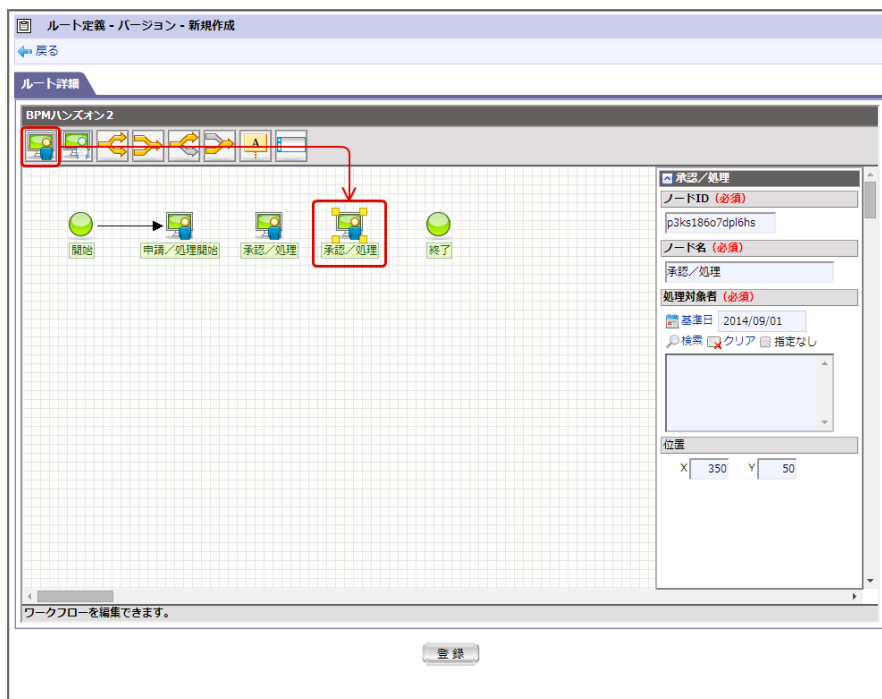 ルート定義 - バージョン - 新規作成
戻る
ルート詳細
BPMハンズオン2
A
承認／処理
ノードID (必須)
p3ks186o7dpl6hs
ノード名 (必須)
承認／処理
処理対象者 (必須)
基準日 2014/09/01
検索 クリア 指定なし
位置
X 350 Y 50
開始 申請／処理開始 承認／処理 承認／処理 終了
ワークフローを編集できます。
登録